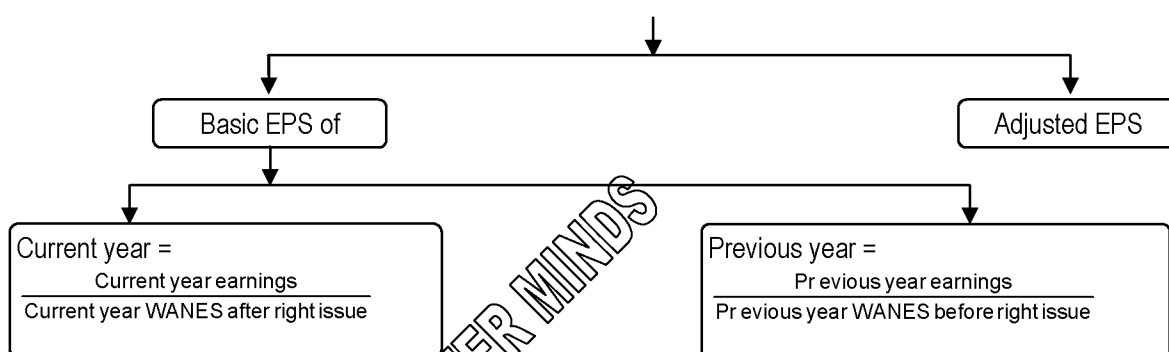 Basic EPS of
Adjusted EPS
Current year =
Current year earnings
Current year WANES after right issue
Previous year =
Pr evious year earnings
Pr evious year WANES before right issue
MINDS